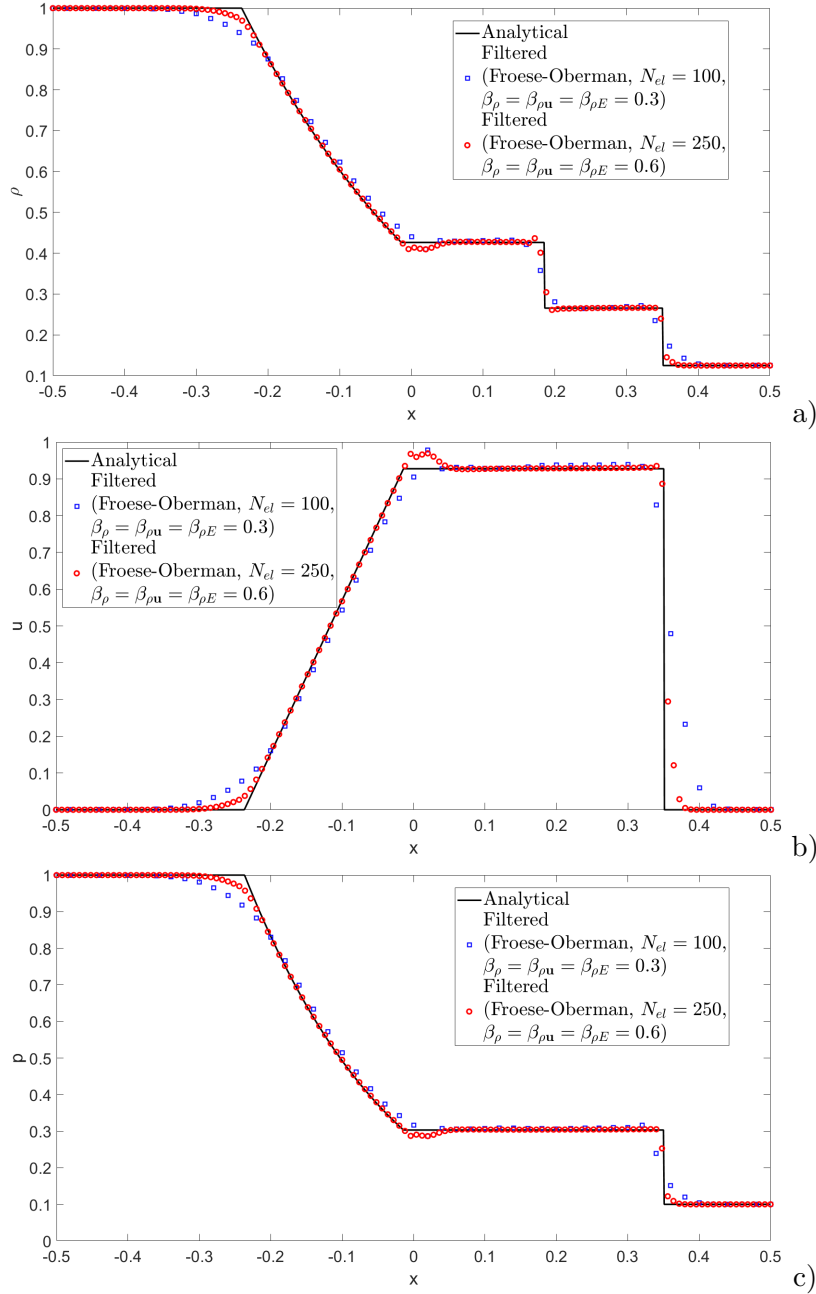 1
0.9
0.8
0.7
0.6
0.5
0.4
0.3
0.2
0.1
ρ
Analytical
Filtered
(Froese-Oberman, N_el = 100,
β_ρ = β_ρu = β_ρE = 0.3)
Filtered
(Froese-Oberman, N_el = 250,
β_ρ = β_ρu = β_ρE = 0.6)
-0.5 -0.4 -0.3 -0.2 -0.1 0 0.1 0.2 0.3 0.4 0.5
x
a)
1
0.9
0.8
0.7
0.6
0.5
0.4
0.3
0.2
0.1
0
u
Analytical
Filtered
(Froese-Oberman, N_el = 100,
β_ρ = β_ρu = β_ρE = 0.3)
Filtered
(Froese-Oberman, N_el = 250,
β_ρ = β_ρu = β_ρE = 0.6)
-0.5 -0.4 -0.3 -0.2 -0.1 0 0.1 0.2 0.3 0.4 0.5
x
b)
1
0.9
0.8
0.7
0.6
0.5
0.4
0.3
0.2
0.1
0
p
Analytical
Filtered
(Froese-Oberman, N_el = 100,
β_ρ = β_ρu = β_ρE = 0.3)
Filtered
(Froese-Oberman, N_el = 250,
β_ρ = β_ρu = β_ρE = 0.6)
-0.5 -0.4 -0.3 -0.2 -0.1 0 0.1 0.2 0.3 0.4 0.5
x
c)